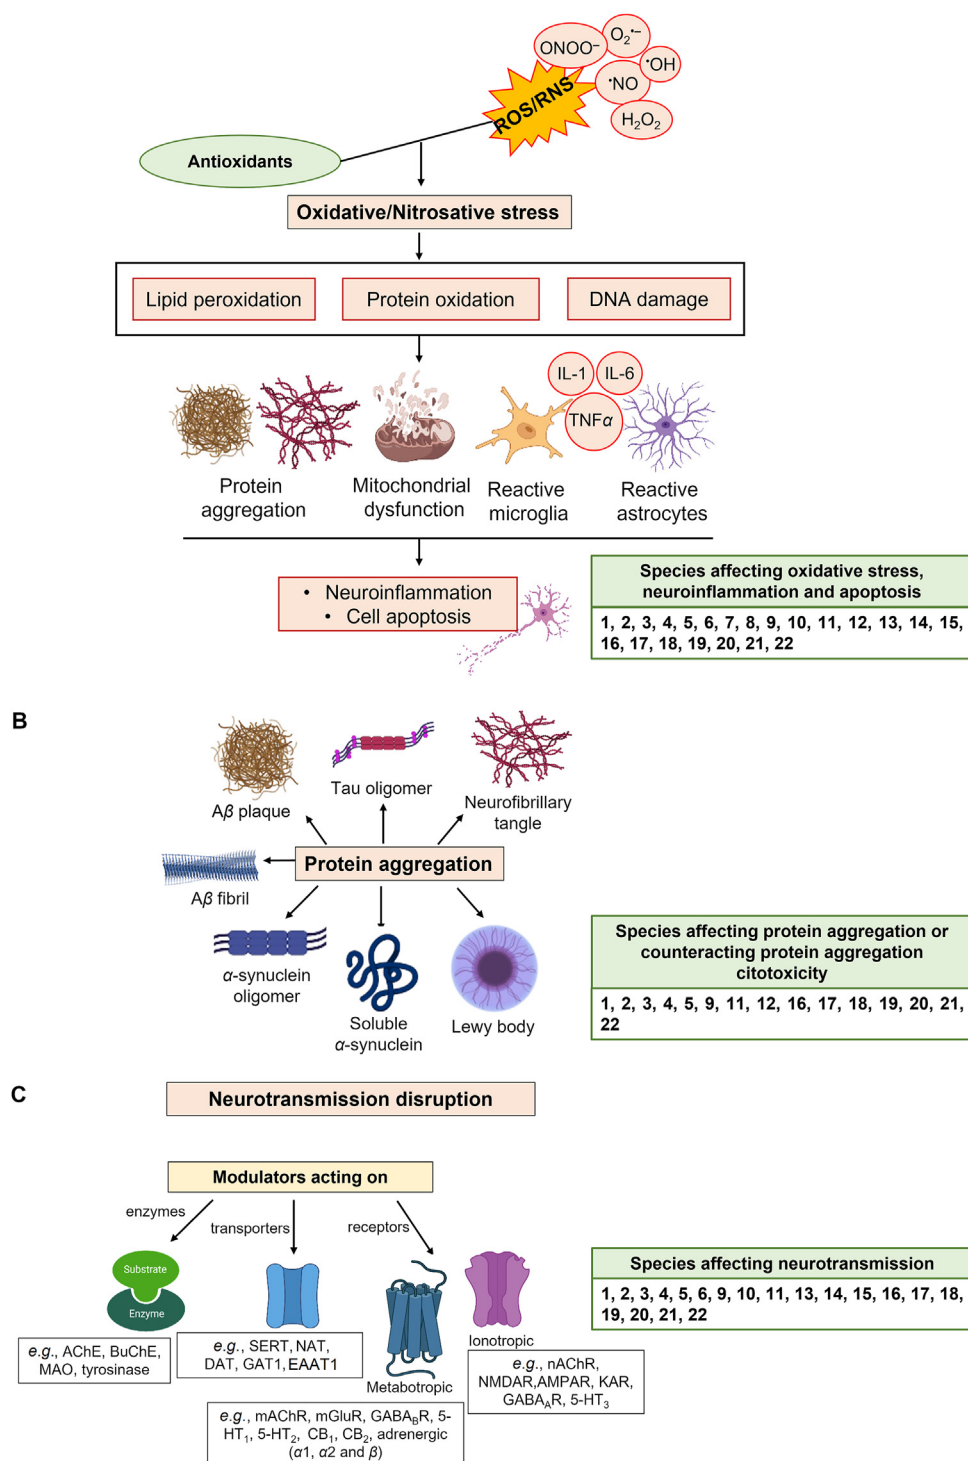 ONOO⁻
O₂•⁻
•OH
•NO
H₂O₂
ROS/RNS
Antioxidants
Oxidative/Nitrosative stress
Lipid peroxidation
Protein oxidation
DNA damage
IL-1
IL-6
TNFα
Protein
aggregation
Mitochondrial
dysfunction
Reactive
microglia
Reactive
astrocytes
• Neuroinflammation
• Cell apoptosis
Species affecting oxidative stress,
neuroinflammation and apoptosis
1, 2, 3, 4, 5, 6, 7, 8, 9, 10, 11, 12, 13, 14, 15,
16, 17, 18, 19, 20, 21, 22
B
Aβ plaque
Tau oligomer
Neurofibrillary
tangle
Protein aggregation
Aβ fibril
α-synuclein
oligomer
Soluble
α-synuclein
Lewy body
Species affecting protein aggregation or
counteracting protein aggregation
citotoxicity
1, 2, 3, 4, 5, 9, 11, 12, 16, 17, 18, 19, 20, 21,
22
C
Neurotransmission disruption
Modulators acting on
enzymes
transporters
receptors
Substrate
Enzyme
e.g., AChE, BuChE,
MAO, tyrosinase
e.g., SERT, NAT,
DAT, GAT1, EAAT1
Metabotropic
e.g., mAChR, mGluR, GABA_BR, 5-
HT₁, 5-HT₂, CB₁, CB₂, adrenergic
(α1, α2 and β)
Ionotropic
e.g., nAChR,
NMDAR,AMPAR, KAR,
GABA_AR, 5-HT₃
Species affecting neurotransmission
1, 2, 3, 4, 5, 6, 9, 10, 11, 13, 14, 15, 16, 17, 18,
19, 20, 21, 22